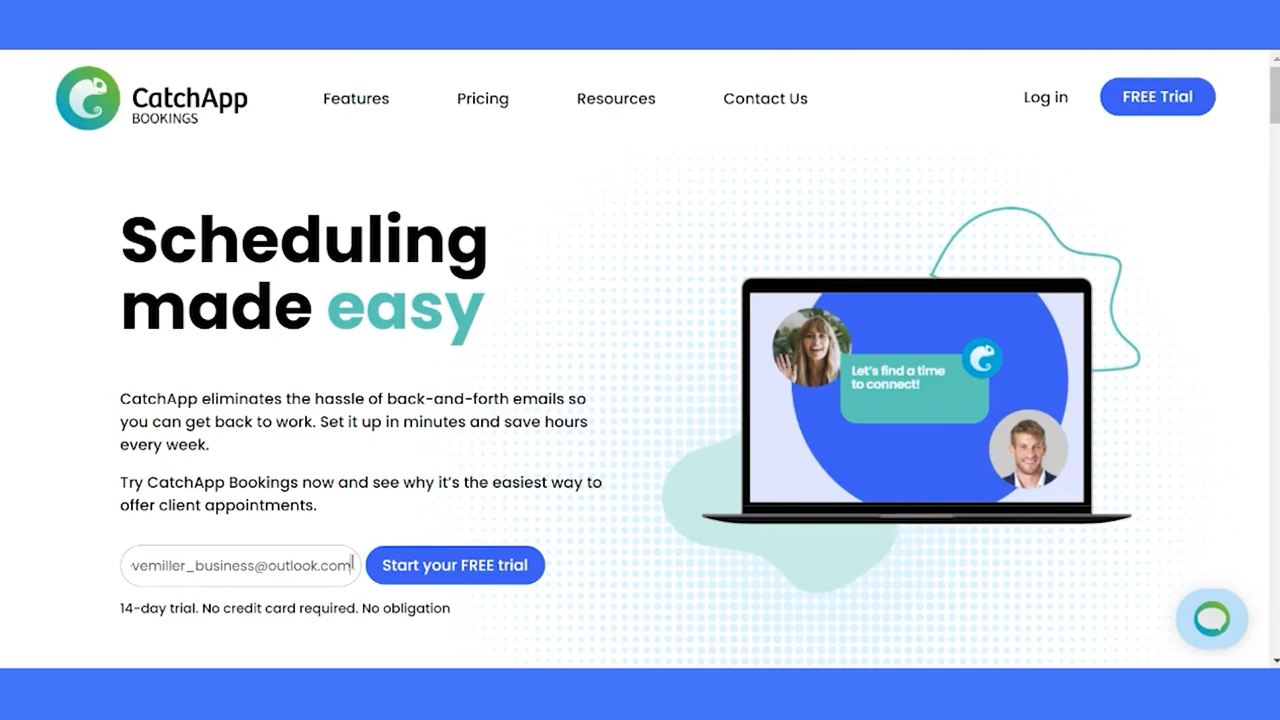 CatchApp
BOOKINGS
Features
Pricing
Resources
Contact Us
Log in
FREE Trial
Scheduling
made easy
Let's find a time
to connect!
CatchApp eliminates the hassle of back-and-forth emails so
you can get back to work. Set it up in minutes and save hours
every week.
Try CatchApp Bookings now and see why it's the easiest way to
offer client appointments.
vemiller_business@outlook.com
Start your FREE trial
14-day trial. No credit card required. No obligation